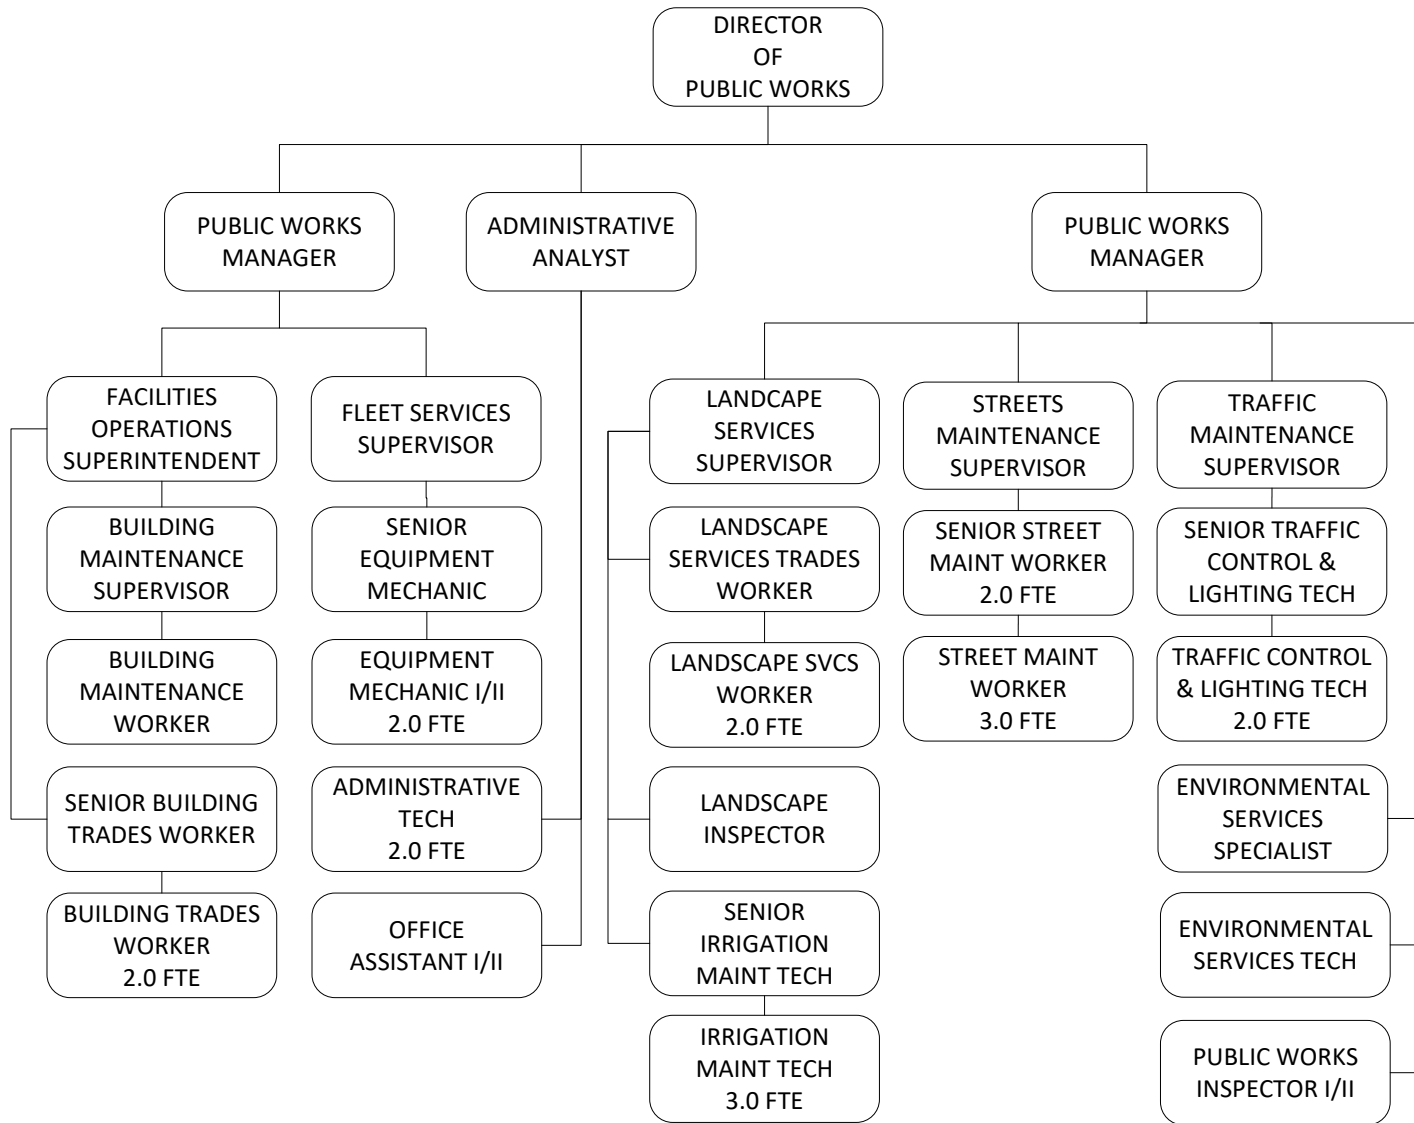 DIRECTOR
OF
PUBLIC WORKS
PUBLIC WORKS
MANAGER
ADMINISTRATIVE
ANALYST
PUBLIC WORKS
MANAGER
FACILITIES
OPERATIONS
SUPERINTENDENT
FLEET SERVICES
SUPERVISOR
LANDCAPE
SERVICES
SUPERVISOR
STREETS
MAINTENANCE
SUPERVISOR
TRAFFIC
MAINTENANCE
SUPERVISOR
BUILDING
MAINTENANCE
SUPERVISOR
SENIOR
EQUIPMENT
MECHANIC
LANDSCAPE
SERVICES TRADES
WORKER
SENIOR STREET
MAINT WORKER
2.0 FTE
SENIOR TRAFFIC
CONTROL &
LIGHTING TECH
BUILDING
MAINTENANCE
WORKER
EQUIPMENT
MECHANIC I/II
2.0 FTE
LANDSCAPE SVCS
WORKER
2.0 FTE
STREET MAINT
WORKER
3.0 FTE
TRAFFIC CONTROL
& LIGHTING TECH
2.0 FTE
SENIOR BUILDING
TRADES WORKER
ADMINISTRATIVE
TECH
2.0 FTE
LANDSCAPE
INSPECTOR
ENVIRONMENTAL
SERVICES
SPECIALIST
BUILDING TRADES
WORKER
2.0 FTE
OFFICE
ASSISTANT I/II
SENIOR
IRRIGATION
MAINT TECH
ENVIRONMENTAL
SERVICES TECH
IRRIGATION
MAINT TECH
3.0 FTE
PUBLIC WORKS
INSPECTOR I/II